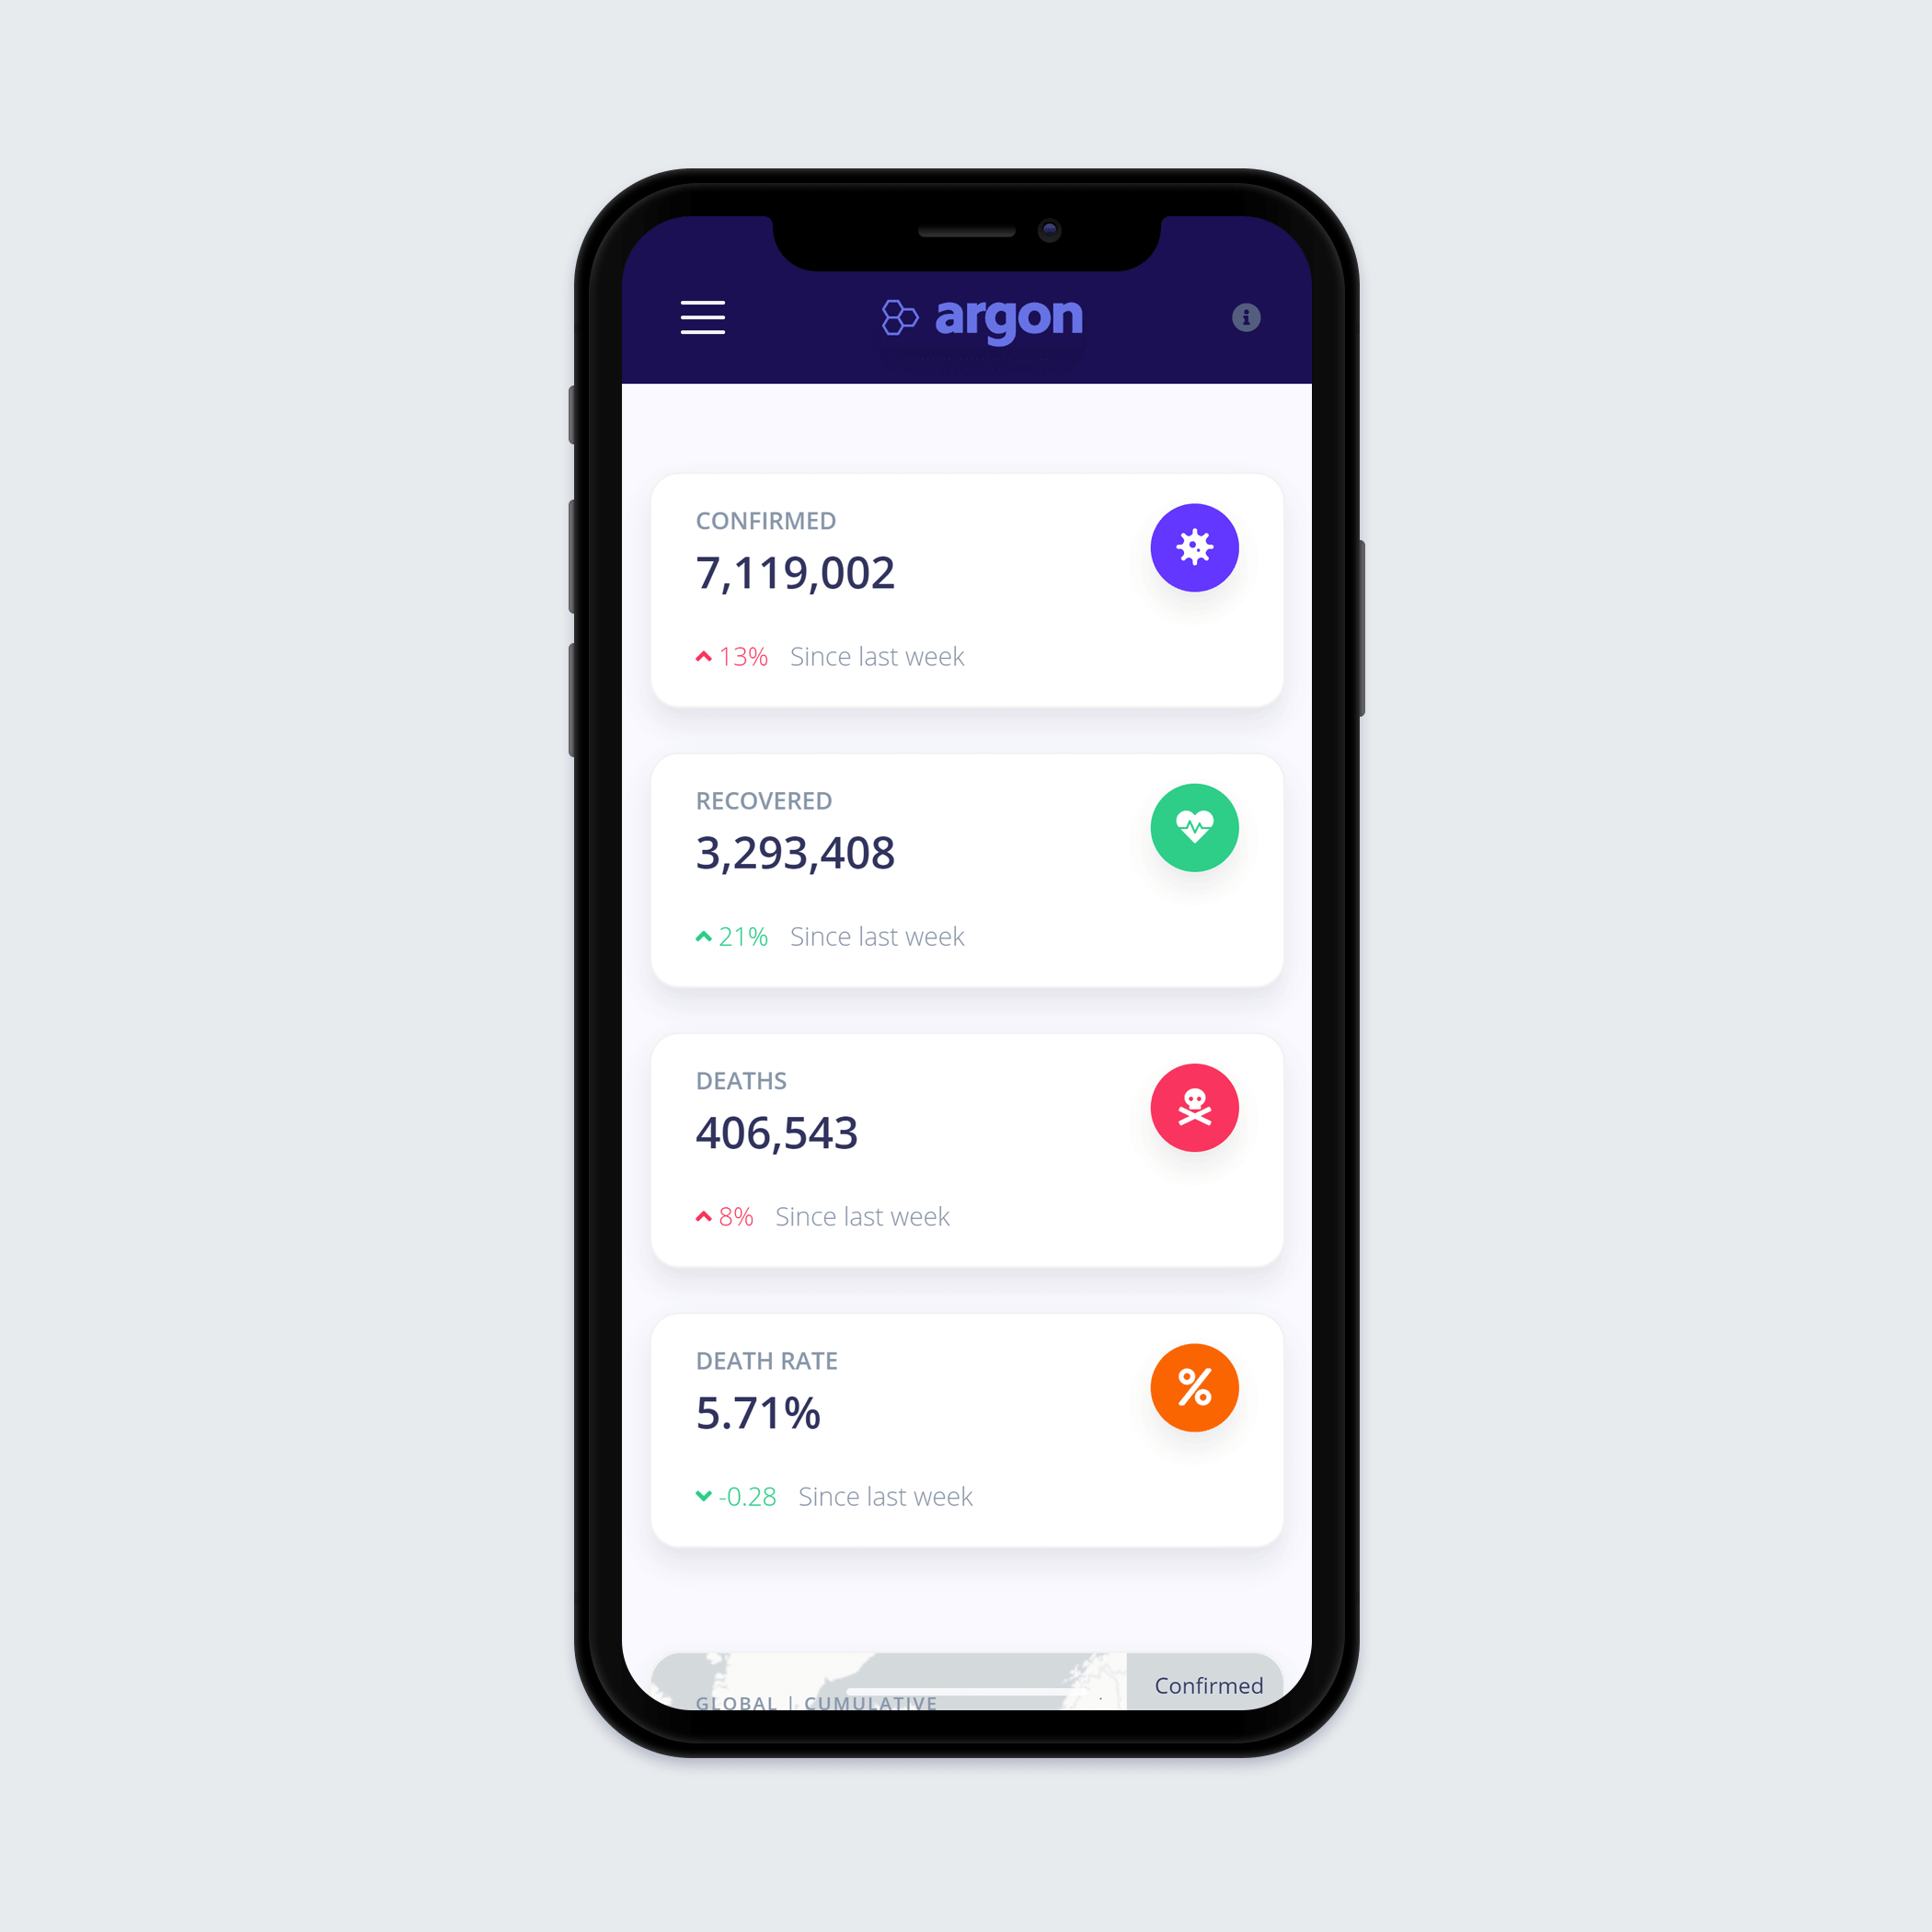 argon
CONFIRMED
7,119,002
13% Since last week
RECOVERED
3,293,408
21% Since last week
DEATHS
406,543
8% Since last week
DEATH RATE
5.71%
-0.28 Since last week
Confirmed
GLOBAL | CUMULATIVE